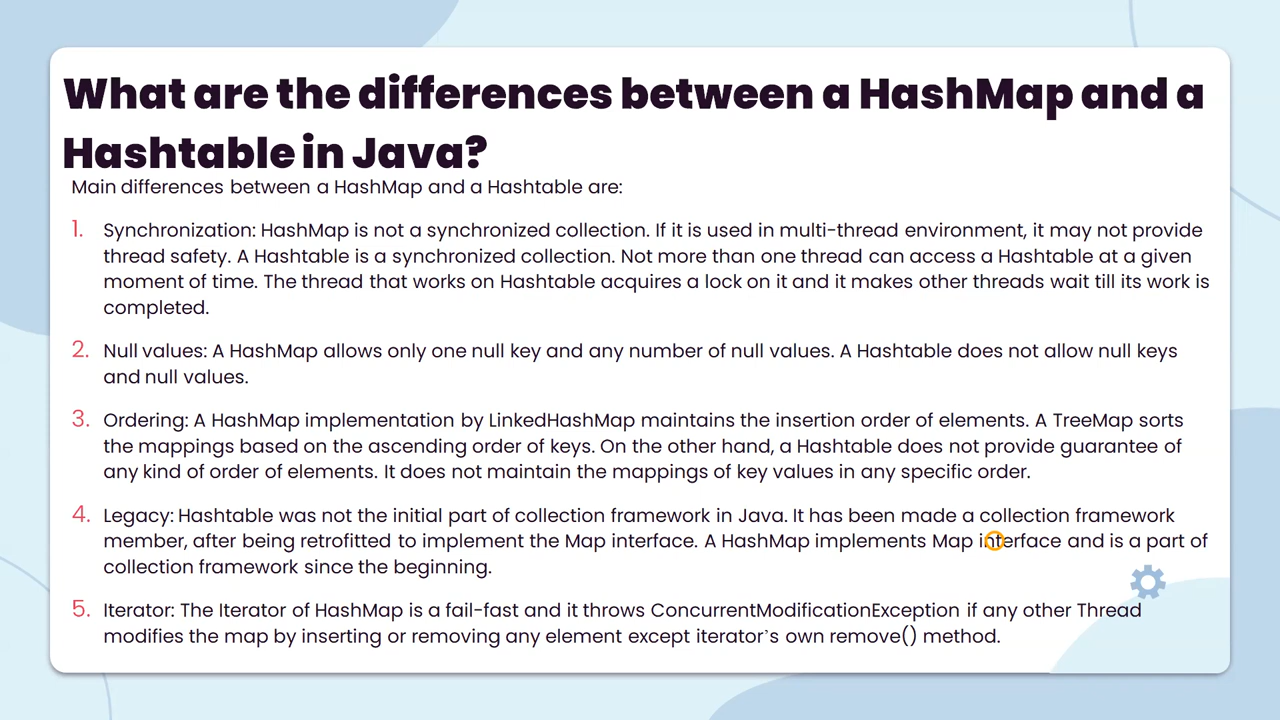 What are the differences between a HashMap and a
Hashtable in Java?
Main differences between a HashMap and a Hashtable are:
1. Synchronization: HashMap is not a synchronized collection. If it is used in multi-thread environment, it may not provide
thread safety. A Hashtable is a synchronized collection. Not more than one thread can access a Hashtable at a given
moment of time. The thread that works on Hashtable acquires a lock on it and it makes other threads wait till its work is
completed.
2. Null values: A HashMap allows only one null key and any number of null values. A Hashtable does not allow null keys
and null values.
3. Ordering: A HashMap implementation by LinkedHashMap maintains the insertion order of elements. A TreeMap sorts
the mappings based on the ascending order of keys. On the other hand, a Hashtable does not provide guarantee of
any kind of order of elements. It does not maintain the mappings of key values in any specific order.
4. Legacy: Hashtable was not the initial part of collection framework in Java. It has been made a collection framework
member, after being retrofitted to implement the Map interface. A HashMap implements Map interface and is a part of
collection framework since the beginning.
5. Iterator: The Iterator of HashMap is a fail-fast and it throws ConcurrentModificationException if any other Thread
modifies the map by inserting or removing any element except iterator’s own remove() method.